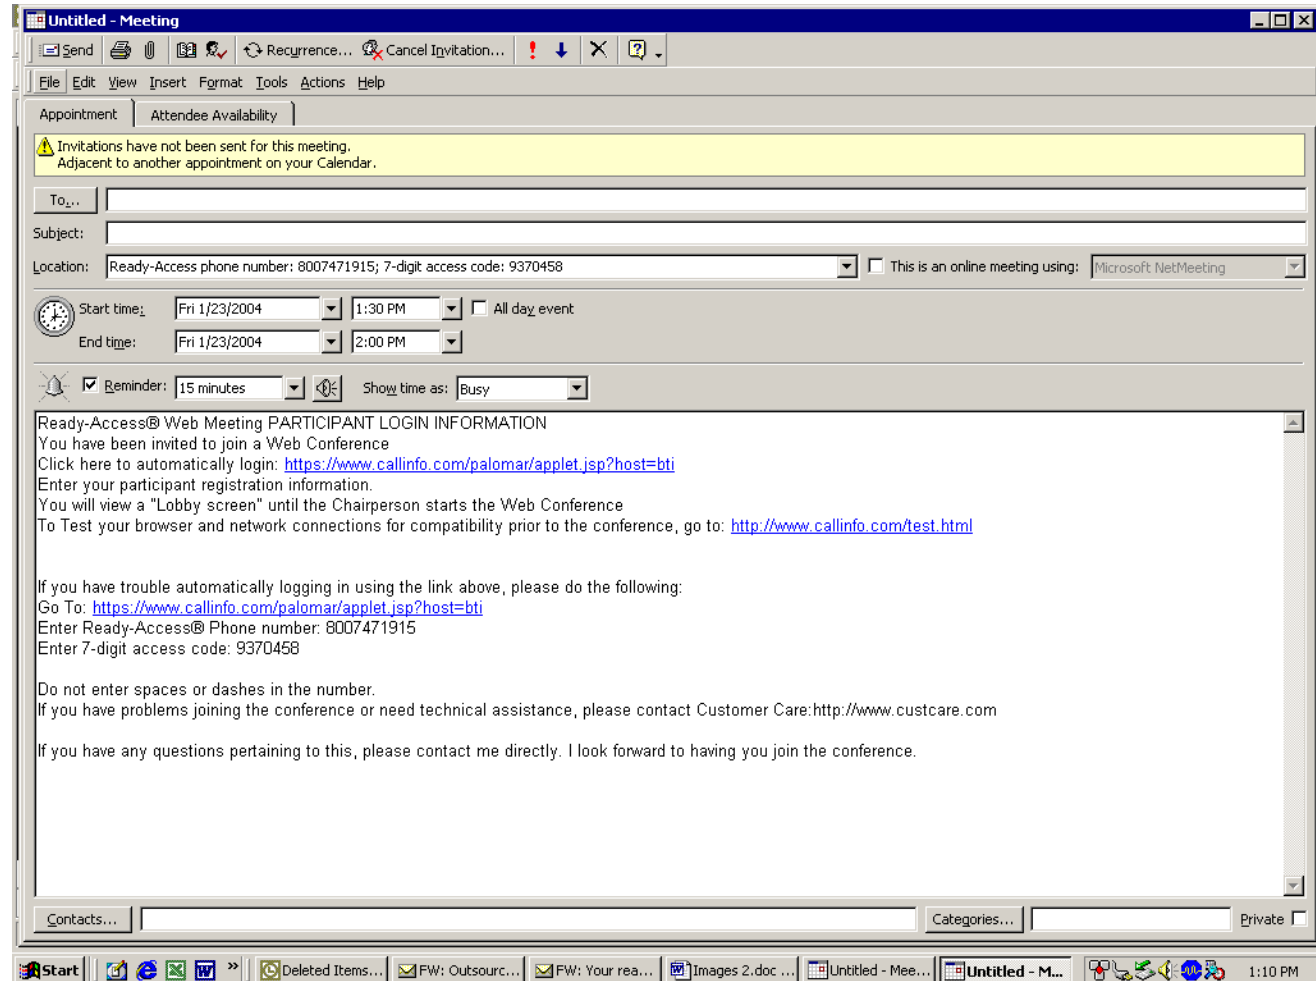 Untitled - Meeting
Send Recurrence... Cancel Invitation...
File Edit View Insert Format Tools Actions Help
Appointment Attendee Availability
Invitations have not been sent for this meeting.
Adjacent to another appointment on your Calendar.
To...
Subject:
Location: Ready-Access phone number: 8007471915; 7-digit access code: 9370458 This is an online meeting using: Microsoft NetMeeting
Start time: Fri 1/23/2004 1:30 PM All day event
End time: Fri 1/23/2004 2:00 PM
Reminder: 15 minutes Show time as: Busy
Ready-Access® Web Meeting PARTICIPANT LOGIN INFORMATION
You have been invited to join a Web Conference
Click here to automatically login: https://www.callinfo.com/palomar/applet.jsp?host=bti
Enter your participant registration information.
You will view a "Lobby screen" until the Chairperson starts the Web Conference
To Test your browser and network connections for compatibility prior to the conference, go to: http://www.callinfo.com/test.html
If you have trouble automatically logging in using the link above, please do the following:
Go To: https://www.callinfo.com/palomar/applet.jsp?host=bti
Enter Ready-Access® Phone number: 8007471915
Enter 7-digit access code: 9370458
Do not enter spaces or dashes in the number.
If you have problems joining the conference or need technical assistance, please contact Customer Care:http://www.custcare.com
If you have any questions pertaining to this, please contact me directly. I look forward to having you join the conference.
Contacts... Categories... Private
Start » Deleted Items... FW: Outsourc... FW: Your rea... Images 2.doc ... Untitled - Mee... Untitled - M... 1:10 PM